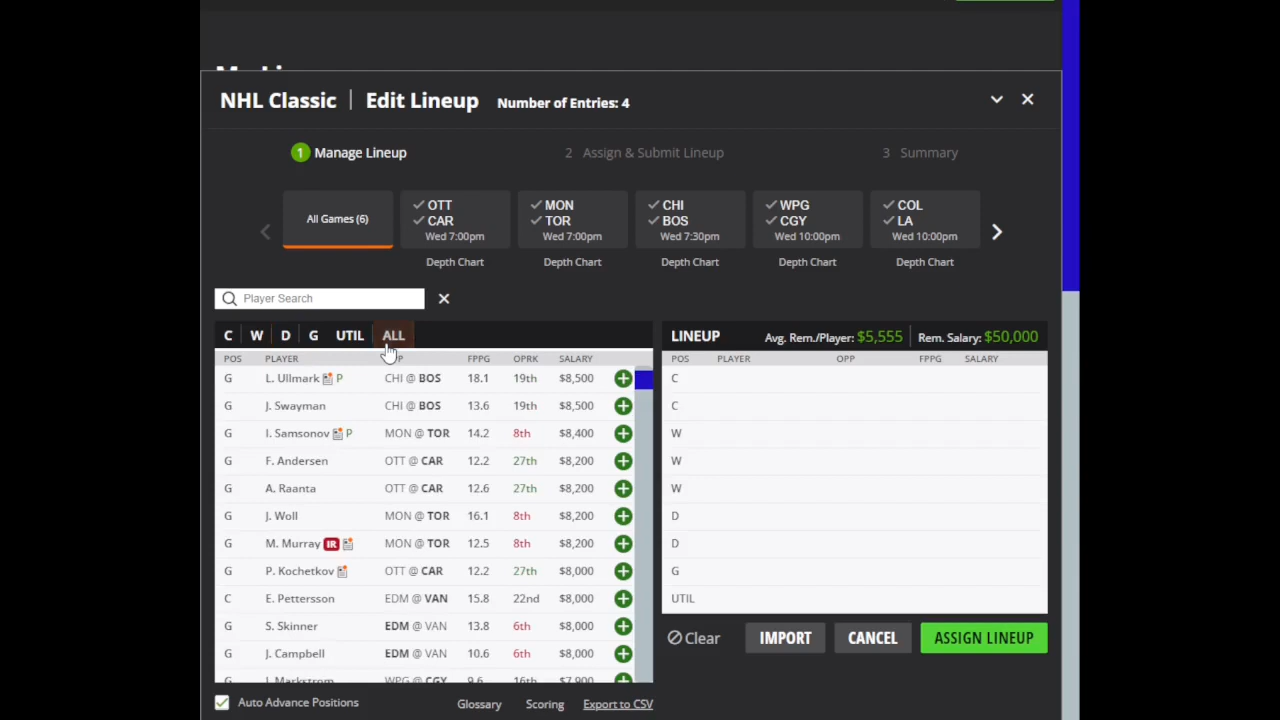 NHL Classic | Edit Lineup Number of Entries: 4
1 Manage Lineup 2 Assign & Submit Lineup 3 Summary
All Games (6)
OTT
CAR
Wed 7:00pm
Depth Chart
MON
TOR
Wed 7:00pm
Depth Chart
CHI
BOS
Wed 7:30pm
Depth Chart
WPG
CGY
Wed 10:00pm
Depth Chart
COL
LA
Wed 10:00pm
Depth Chart
Player Search
C W D G UTIL ALL
POS PLAYER FPPG OPRK SALARY
G L. Ullmark P CHI @ BOS 18.1 19th $8,500
G J. Swayman CHI @ BOS 13.6 19th $8,500
G I. Samsonov P MON @ TOR 14.2 8th $8,400
G F. Andersen OTT @ CAR 12.2 27th $8,200
G A. Raanta OTT @ CAR 12.6 27th $8,200
G J. Woll MON @ TOR 16.1 8th $8,200
G M. Murray IR MON @ TOR 12.5 8th $8,200
G P. Kochetkov OTT @ CAR 12.2 27th $8,000
C E. Pettersson EDM @ VAN 15.8 22nd $8,000
G S. Skinner EDM @ VAN 13.8 6th $8,000
G J. Campbell EDM @ VAN 10.6 6th $8,000
G J. Markstrom WPG @ CGY 9.6 16th $7,900
Auto Advance Positions Glossary Scoring Export to CSV
LINEUP Avg. Rem./Player: $5,555 Rem. Salary: $50,000
POS PLAYER OPP FPPG SALARY
C
C
W
W
W
D
D
G
UTIL
Clear IMPORT CANCEL ASSIGN LINEUP